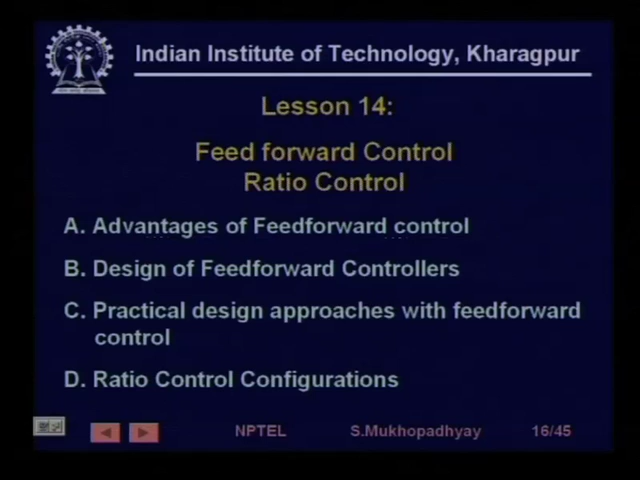 Indian Institute of Technology, Kharagpur
Lesson 14:
Feed forward Control
Ratio Control
A. Advantages of Feedforward control
B. Design of Feedforward Controllers
C. Practical design approaches with feedforward
control
D. Ratio Control Configurations
NPTEL S.Mukhopadhyay 16/45